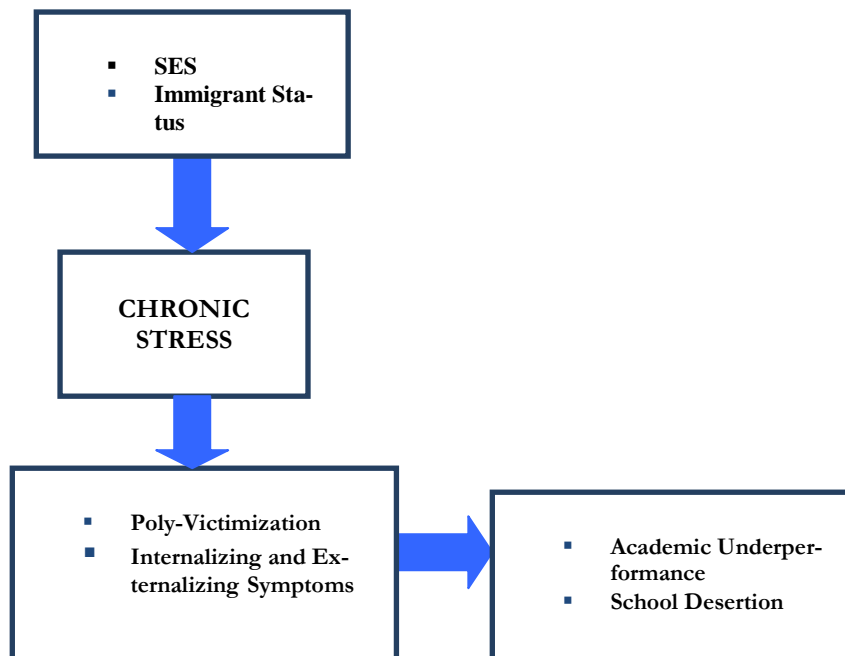 ▪ SES
▪ Immigrant Sta-
tus
CHRONIC
STRESS
▪ Poly-Victimization
▪ Internalizing and Ex-
ternalizing Symptoms
▪ Academic Underper-
formance
▪ School Desertion